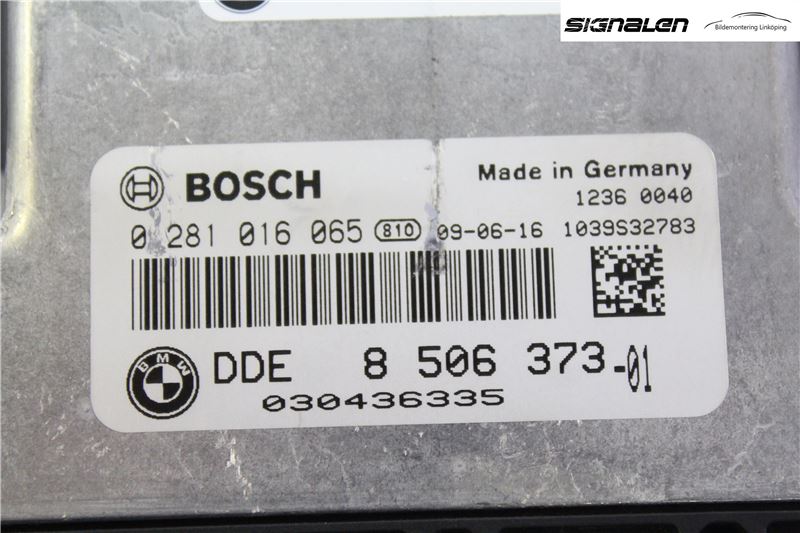 SIGNALEN
Bildemontering Linköping
BOSCH
Made in Germany
1236 0040
0 281 016 065 810 09-06-16 1039S32783
BMW
DDE 8 506 373-01
030436335